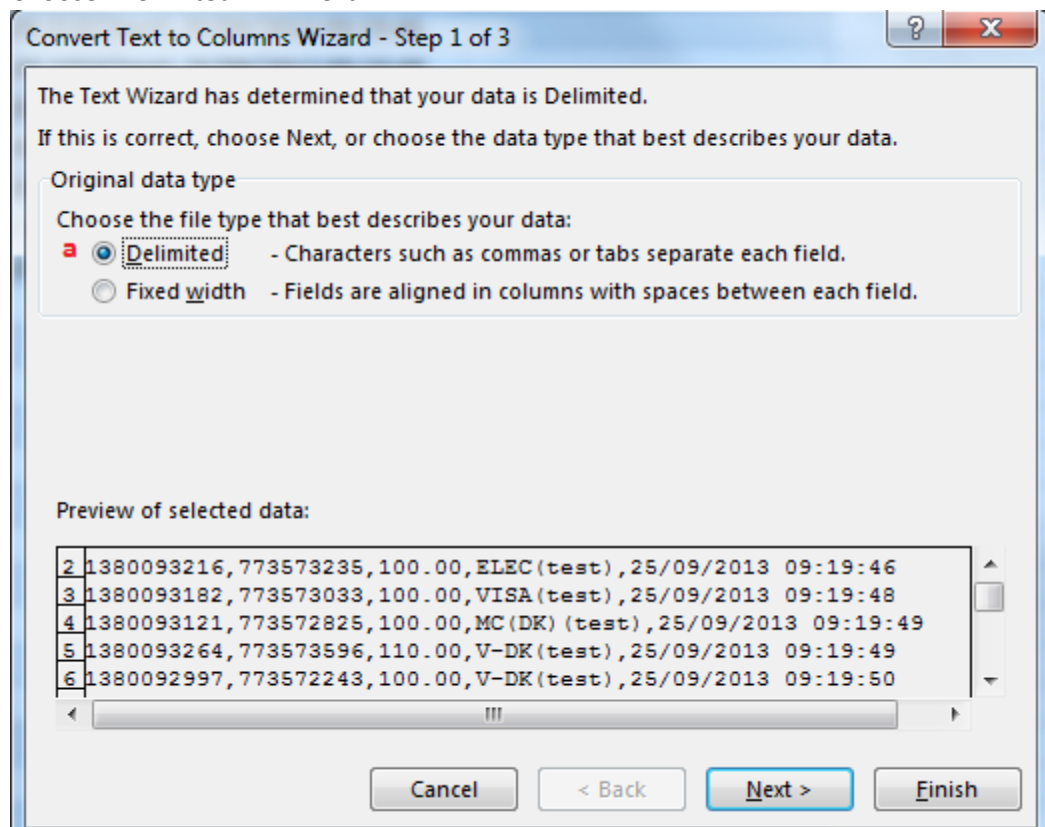 Convert Text to Columns Wizard - Step 1 of 3
The Text Wizard has determined that your data is Delimited.
If this is correct, choose Next, or choose the data type that best describes your data.
Original data type
Choose the file type that best describes your data:
a Delimited - Characters such as commas or tabs separate each field.
Fixed width - Fields are aligned in columns with spaces between each field.
Preview of selected data:
2 1380093216,773573235,100.00,ELEC(test),25/09/2013 09:19:46
3 1380093182,773573033,100.00,VISA(test),25/09/2013 09:19:48
4 1380093121,773572825,100.00,MC(DK)(test),25/09/2013 09:19:49
5 1380093264,773573596,110.00,V-DK(test),25/09/2013 09:19:49
6 1380092997,773572243,100.00,V-DK(test),25/09/2013 09:19:50
Cancel < Back Next > Finish